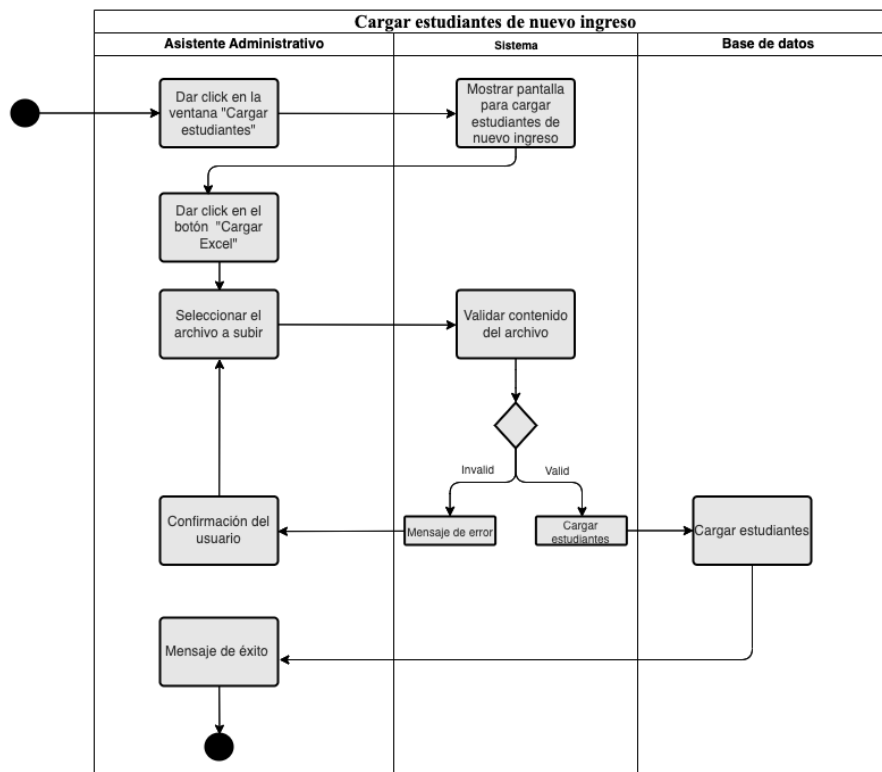 Cargar estudiantes de nuevo ingreso
Asistente Administrativo
Sistema
Base de datos
Dar click en la
ventana "Cargar
estudiantes"
Mostrar pantalla
para cargar
estudiantes de
nuevo ingreso
Dar click en el
botón "Cargar
Excel"
Seleccionar el
archivo a subir
Validar contenido
del archivo
Invalid
Valid
Confirmación del
usuario
Mensaje de error
Cargar
estudiantes
Cargar estudiantes
Mensaje de éxito